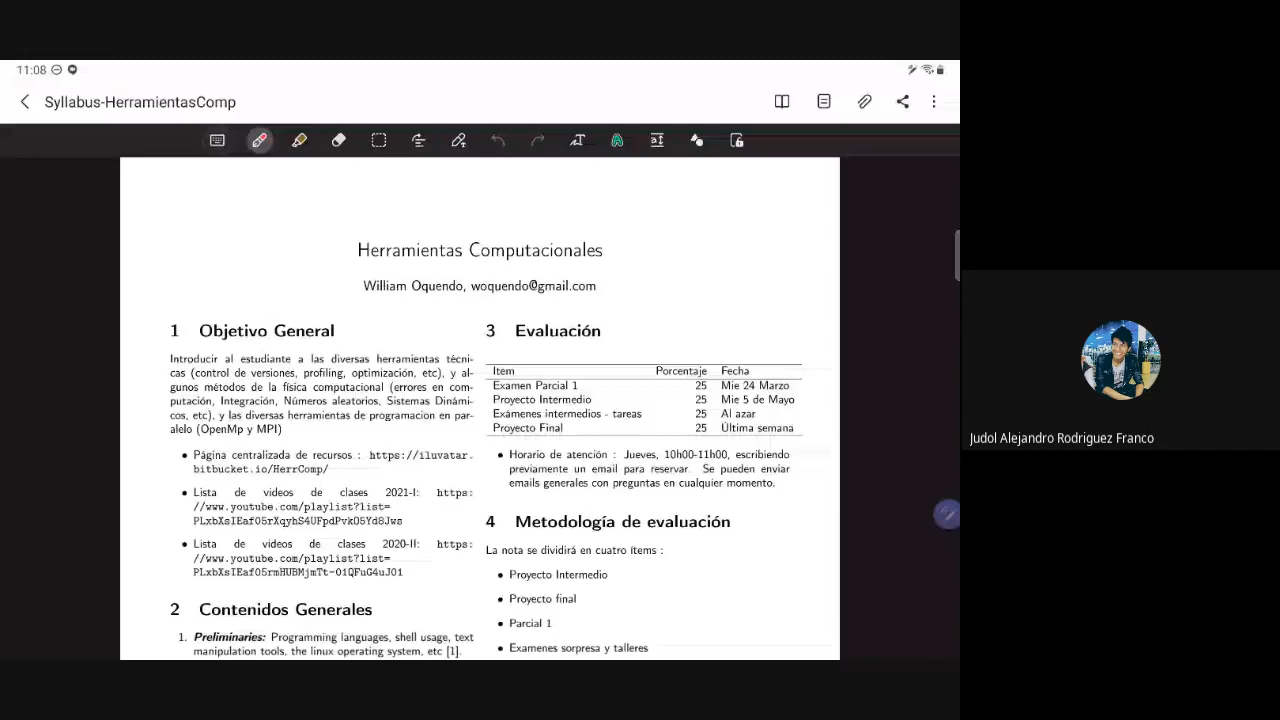 11:08
Syllabus-HerramientasComp
Herramientas Computacionales
William Oquendo, woquendo@gmail.com
1 Objetivo General
Introducir al estudiante a las diversas herramientas técni-
cas (control de versiones, profiling, optimización, etc), y al-
gunos métodos de la física computacional (errores en com-
putación, Integración, Números aleatorios, Sistemas Dinámi-
cos, etc), y las diversas herramientas de programacion en par-
alelo (OpenMp y MPI)
• Página centralizada de recursos : https://iluvatar.
bitbucket.io/HerrComp/
• Lista de videos de clases 2021-I: https:
//www.youtube.com/playlist?list=
PLxbXsIEaf05rXqyhS4UFpdPvkO5Yd8Jws
• Lista de videos de clases 2020-II: https:
//www.youtube.com/playlist?list=
PLxbXsIEaf05rmHUBMjmTt-01QFuG4uJ01
2 Contenidos Generales
1. Preliminaries: Programming languages, shell usage, text
manipulation tools, the linux operating system, etc [1].
3 Evaluación
Item Porcentaje Fecha
Examen Parcial 1 25 Mie 24 Marzo
Proyecto Intermedio 25 Mie 5 de Mayo
Exámenes intermedios - tareas 25 Al azar
Proyecto Final 25 Última semana
• Horario de atención : Jueves, 10h00-11h00, escribiendo
previamente un email para reservar. Se pueden enviar
emails generales con preguntas en cualquier momento.
4 Metodología de evaluación
La nota se dividirá en cuatro ítems :
• Proyecto Intermedio
• Proyecto final
• Parcial 1
• Examenes sorpresa y talleres
Judol Alejandro Rodriguez Franco